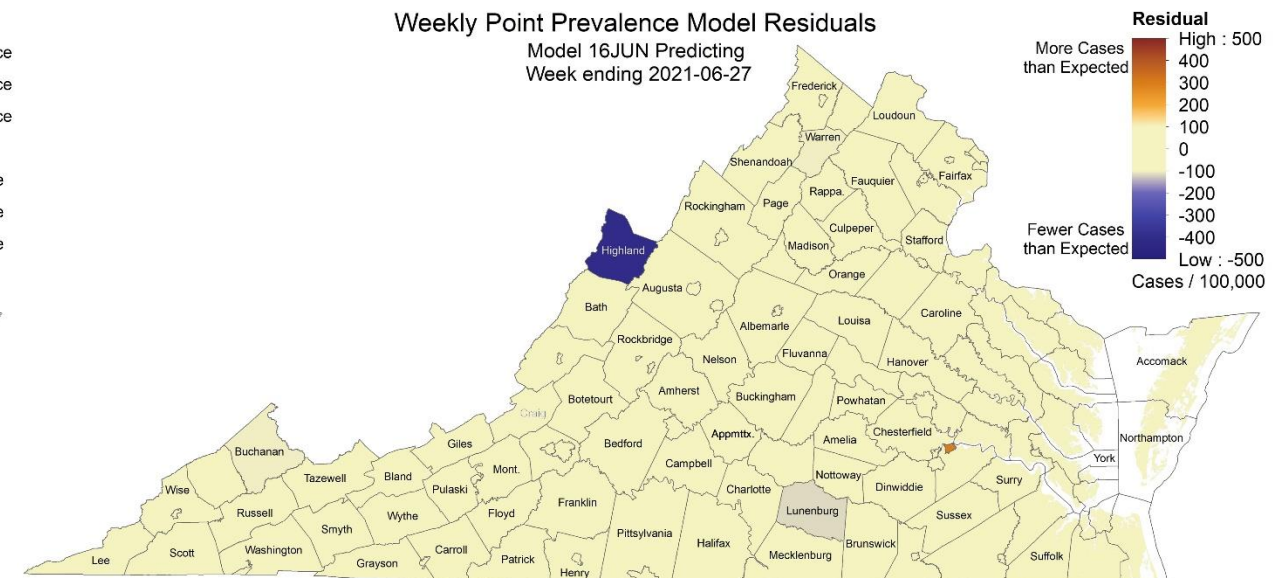 Weekly Point Prevalence Model Residuals
Model 16JUN Predicting
Week ending 2021-06-27
ce
ce
ce
e
e
e
Residual
More Cases
than Expected
High : 500
400
300
200
100
0
-100
-200
-300
-400
Low : -500
Fewer Cases
than Expected
Cases / 100,000
Frederick
Loudoun
Warren
Shenandoah
Fairfax
Fauquier
Rappa.
Page
Rockingham
Culpeper
Stafford
Madison
Highland
Orange
Augusta
Bath
Caroline
Louisa
Albemarle
Rockbridge
Fluvanna
Nelson
Hanover
Accomack
Amherst
Buckingham
Botetourt
Powhatan
Craig
Chesterfield
Appmttx.
Amelia
Northampton
Giles
Bedford
Buchanan
York
Campbell
Mont.
Nottoway
Tazewell
Bland
Surry
Dinwiddie
Pulaski
Wise
Charlotte
Franklin
Lunenburg
Russell
Wythe
Floyd
Sussex
Smyth
Pittsylvania
Halifax
Brunswick
Washington
Carroll
Scott
Mecklenburg
Suffolk
Lee
Patrick
Grayson
Henry